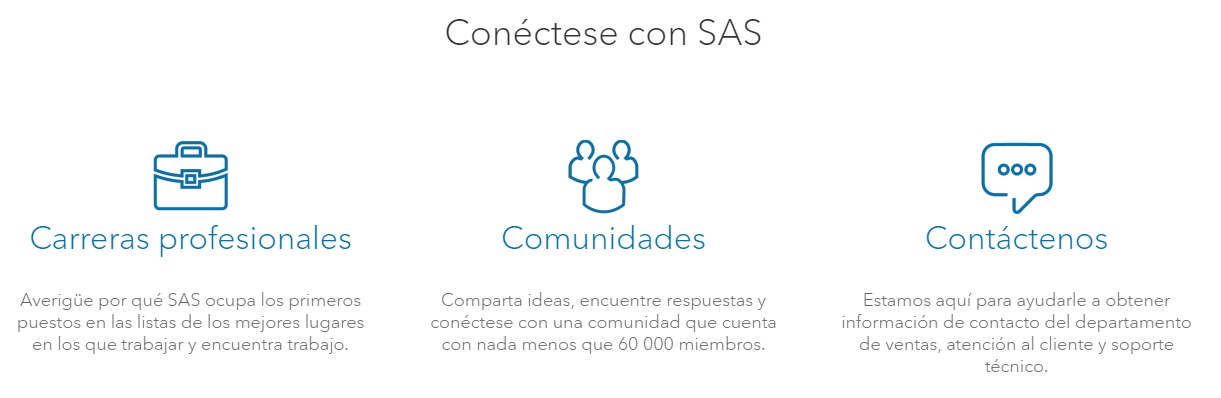 Conéctese con SAS
Carreras profesionales
Averigüe por qué SAS ocupa los primeros
puestos en las listas de los mejores lugares
en los que trabajar y encuentra trabajo.
Comunidades
Comparta ideas, encuentre respuestas y
conéctese con una comunidad que cuenta
con nada menos que 60 000 miembros.
Contáctenos
Estamos aquí para ayudarle a obtener
información de contacto del departamento
de ventas, atención al cliente y soporte
técnico.